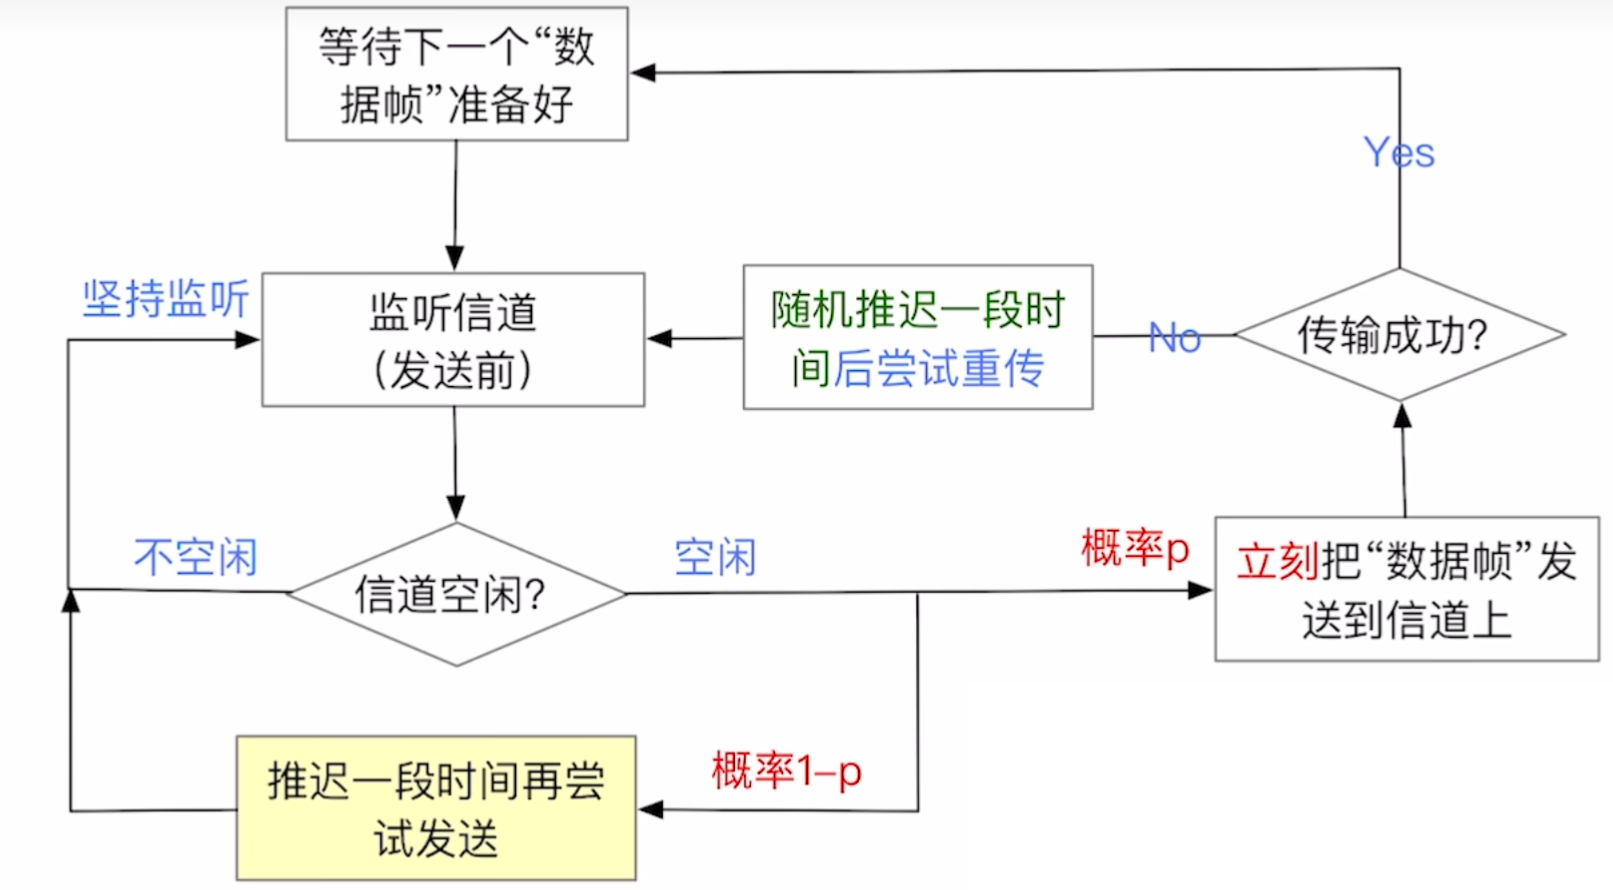 等待下一个“数
据帧”准备好
Yes
坚持监听
监听信道
（发送前）
随机推迟一段时
间后尝试重传
No
传输成功?
不空闲
信道空闲?
空闲
概率p
立刻把“数据帧”发
送到信道上
推迟一段时间再尝
试发送
概率1–p